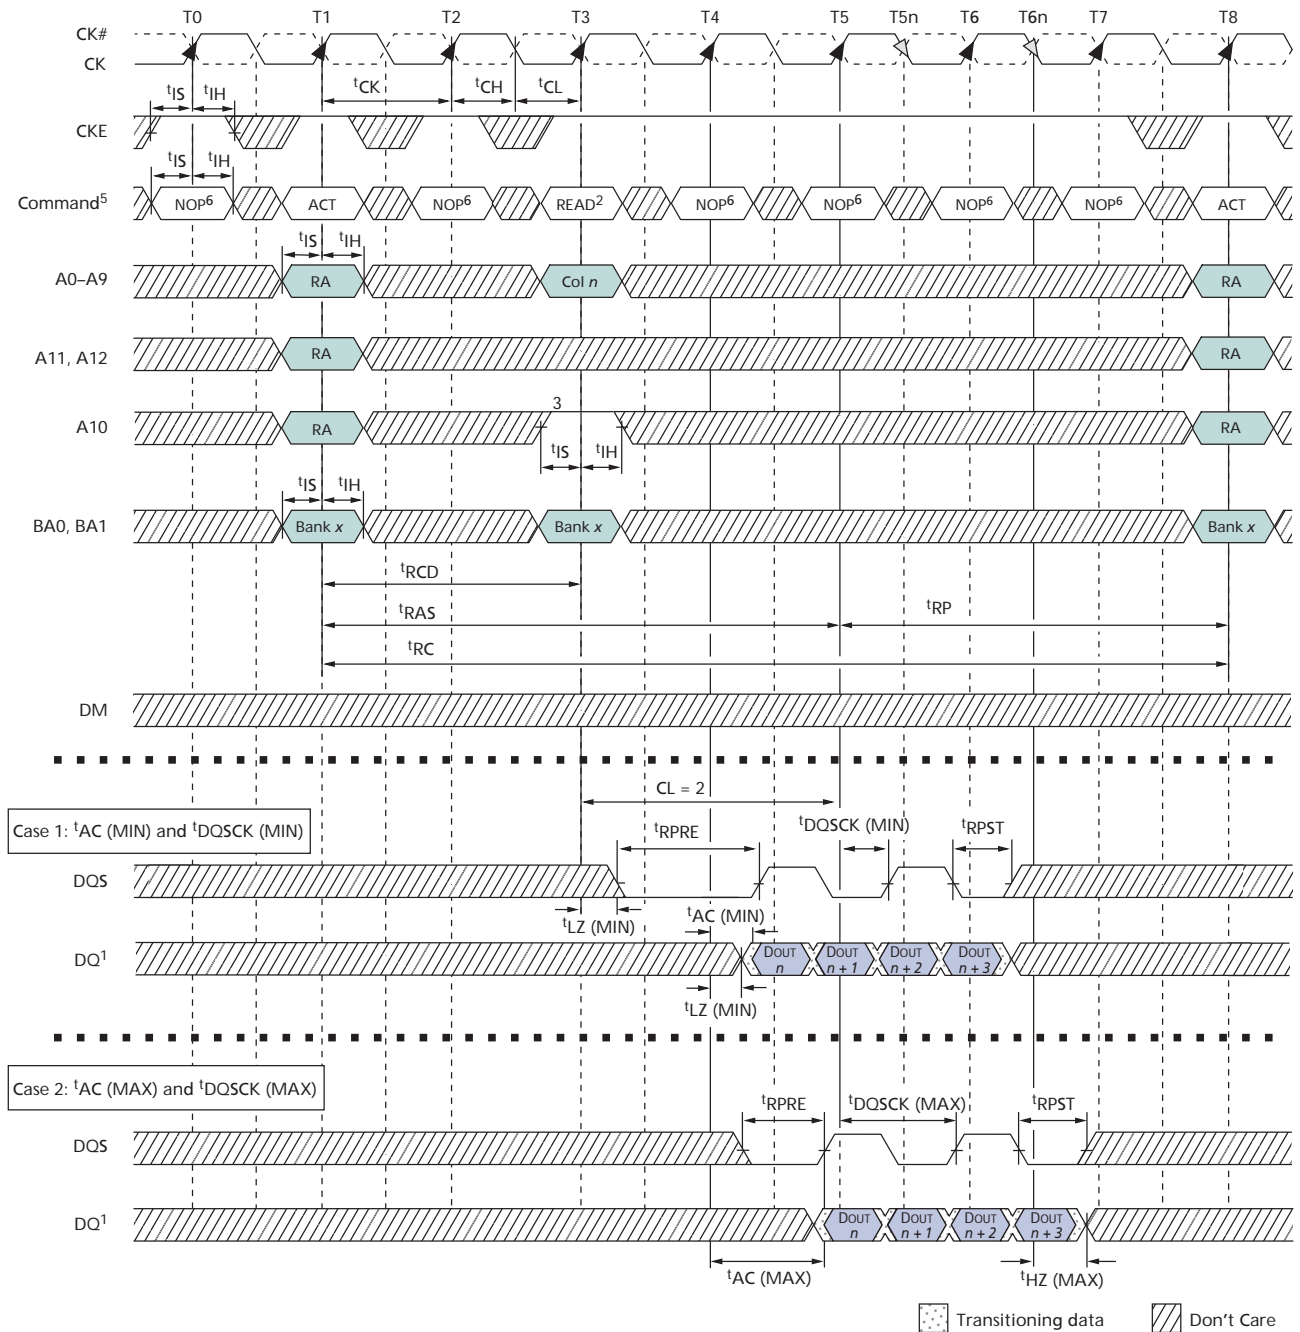 T0 T1 T2 T3 T4 T5 T5n T6 T6n T7 T8
CK#
CK
tCK tCH tCL
tIS tIH
CKE
tIS tIH
Command5 NOP6 ACT NOP6 READ2 NOP6 NOP6 NOP6 NOP6 ACT
tIS tIH
A0–A9 RA Col n RA
A11, A12 RA RA
3
A10 RA RA
tIS tIH
tIS tIH
BA0, BA1 Bank x Bank x Bank x
tRCD
tRAS tRP
tRC
DM
CL = 2
Case 1: tAC (MIN) and tDQSCK (MIN)
tRPRE tDQSCK (MIN) tRPST
DQS
tLZ (MIN) tAC (MIN)
DQ1 DOUT n DOUT n + 1 DOUT n + 2 DOUT n + 3
tLZ (MIN)
Case 2: tAC (MAX) and tDQSCK (MAX)
tRPRE tDQSCK (MAX) tRPST
DQS
DQ1 DOUT n DOUT n + 1 DOUT n + 2 DOUT n + 3
tAC (MAX) tHZ (MAX)
Transitioning data Don't Care